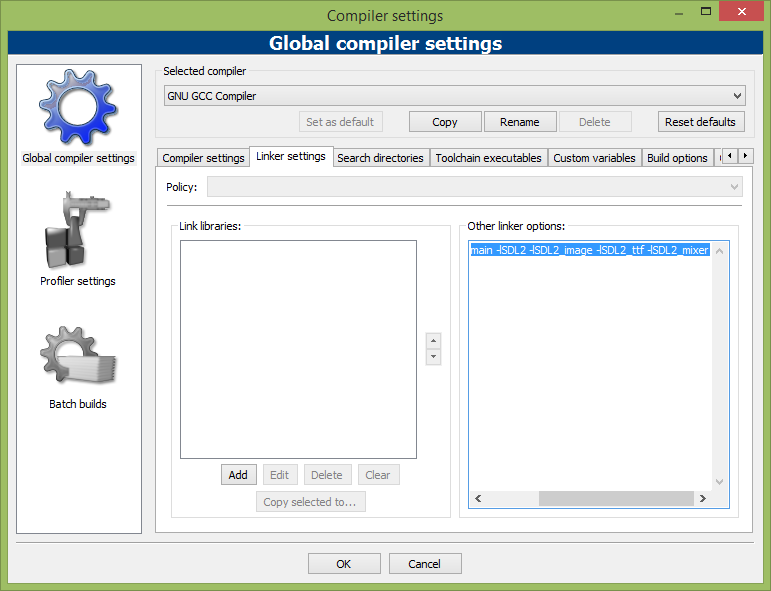 Compiler settings
Global compiler settings
Global compiler settings
Profiler settings
Batch builds
Selected compiler
GNU GCC Compiler
Set as default Copy Rename Delete Reset defaults
Compiler settings Linker settings Search directories Toolchain executables Custom variables Build options
Policy:
Link libraries:
Add Edit Delete Clear
Copy selected to...
Other linker options:
main -lSDL2 -lSDL2_image -lSDL2_ttf -lSDL2_mixer
OK Cancel